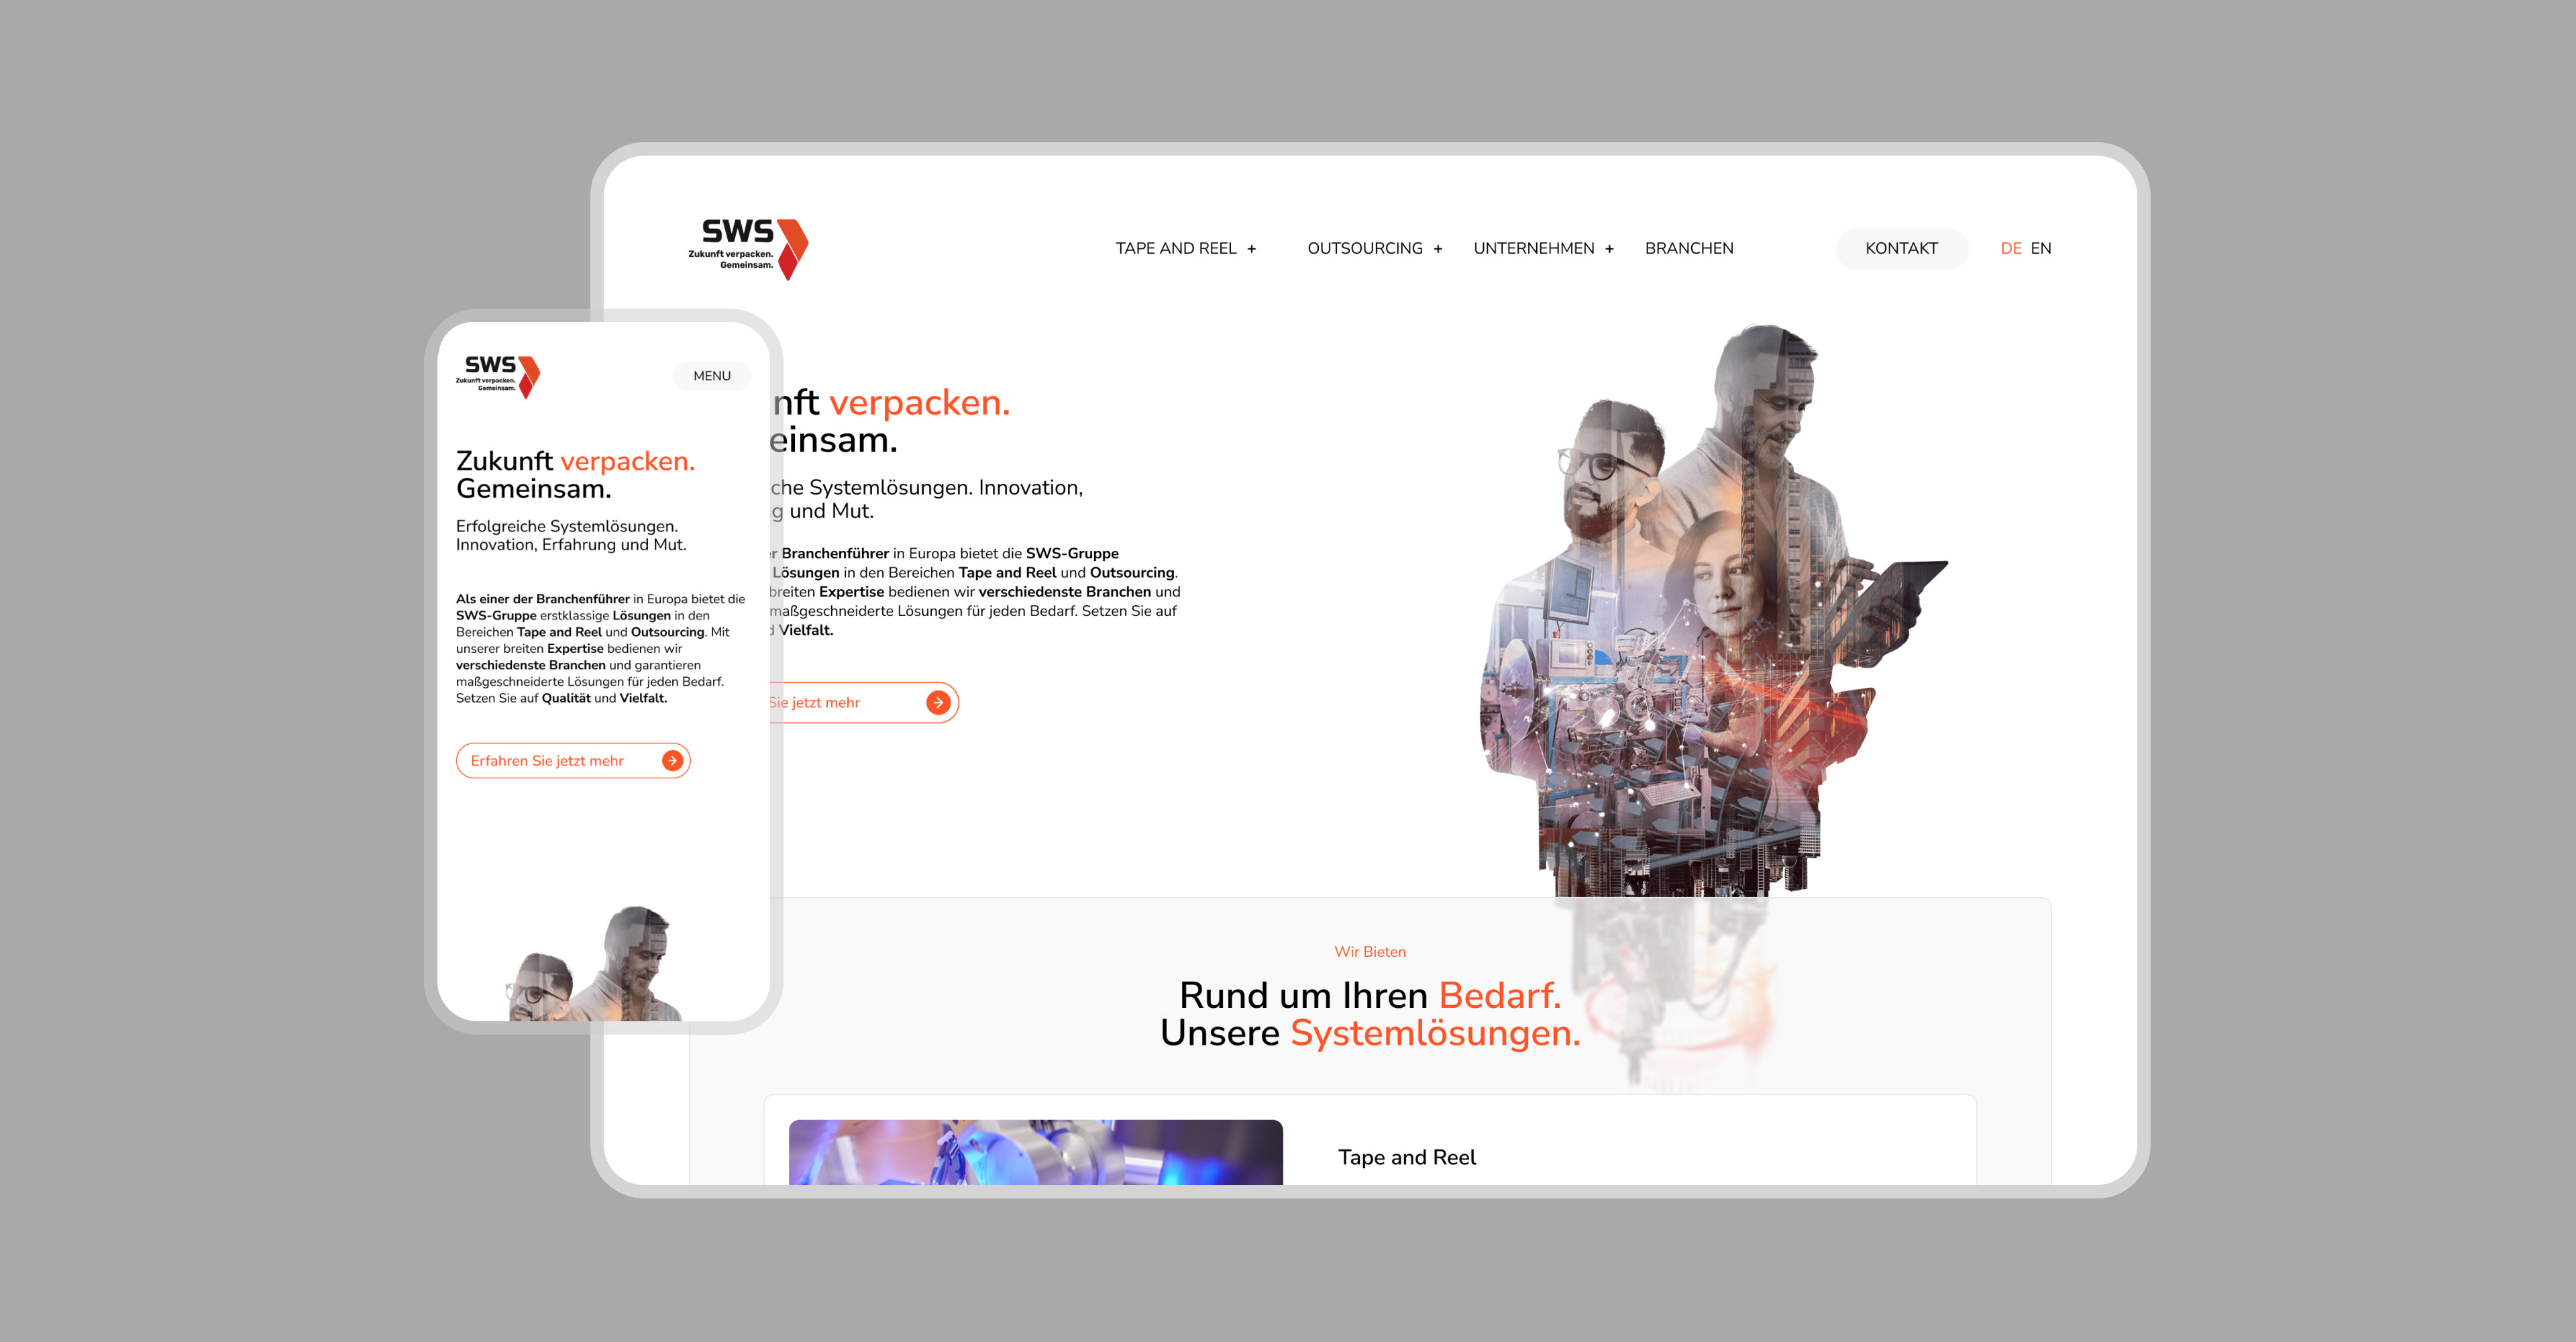 SWS
Zukunft verpacken.
Gemeinsam.
TAPE AND REEL +
OUTSOURCING +
UNTERNEHMEN +
BRANCHEN
KONTAKT
DE EN
SWS
Zukunft verpacken.
Gemeinsam.
MENU
Zukunft verpacken.
Gemeinsam.
Erfolgreiche Systemlösungen.
Innovation, Erfahrung und Mut.
Als einer der Branchenführer in Europa bietet die
SWS-Gruppe erstklassige Lösungen in den
Bereichen Tape and Reel und Outsourcing. Mit
unserer breiten Expertise bedienen wir
verschiedenste Branchen und garantieren
maßgeschneiderte Lösungen für jeden Bedarf.
Setzen Sie auf Qualität und Vielfalt.
Erfahren Sie jetzt mehr
nft verpacken.
einsam.
che Systemlösungen. Innovation,
g und Mut.
r Branchenführer in Europa bietet die SWS-Gruppe
Lösungen in den Bereichen Tape and Reel und Outsourcing.
breiten Expertise bedienen wir verschiedenste Branchen und
maßgeschneiderte Lösungen für jeden Bedarf. Setzen Sie auf
d Vielfalt.
Sie jetzt mehr
Wir Bieten
Rund um Ihren Bedarf.
Unsere Systemlösungen.
Tape and Reel